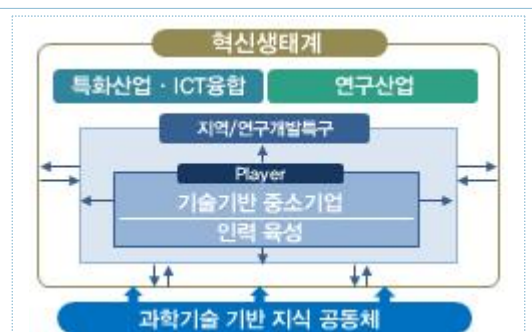 혁신생태계
특화산업 · ICT융합
연구산업
지역/연구개발특구
Player
기술기반 중소기업
인력 육성
과학기술 기반 지식 공동체